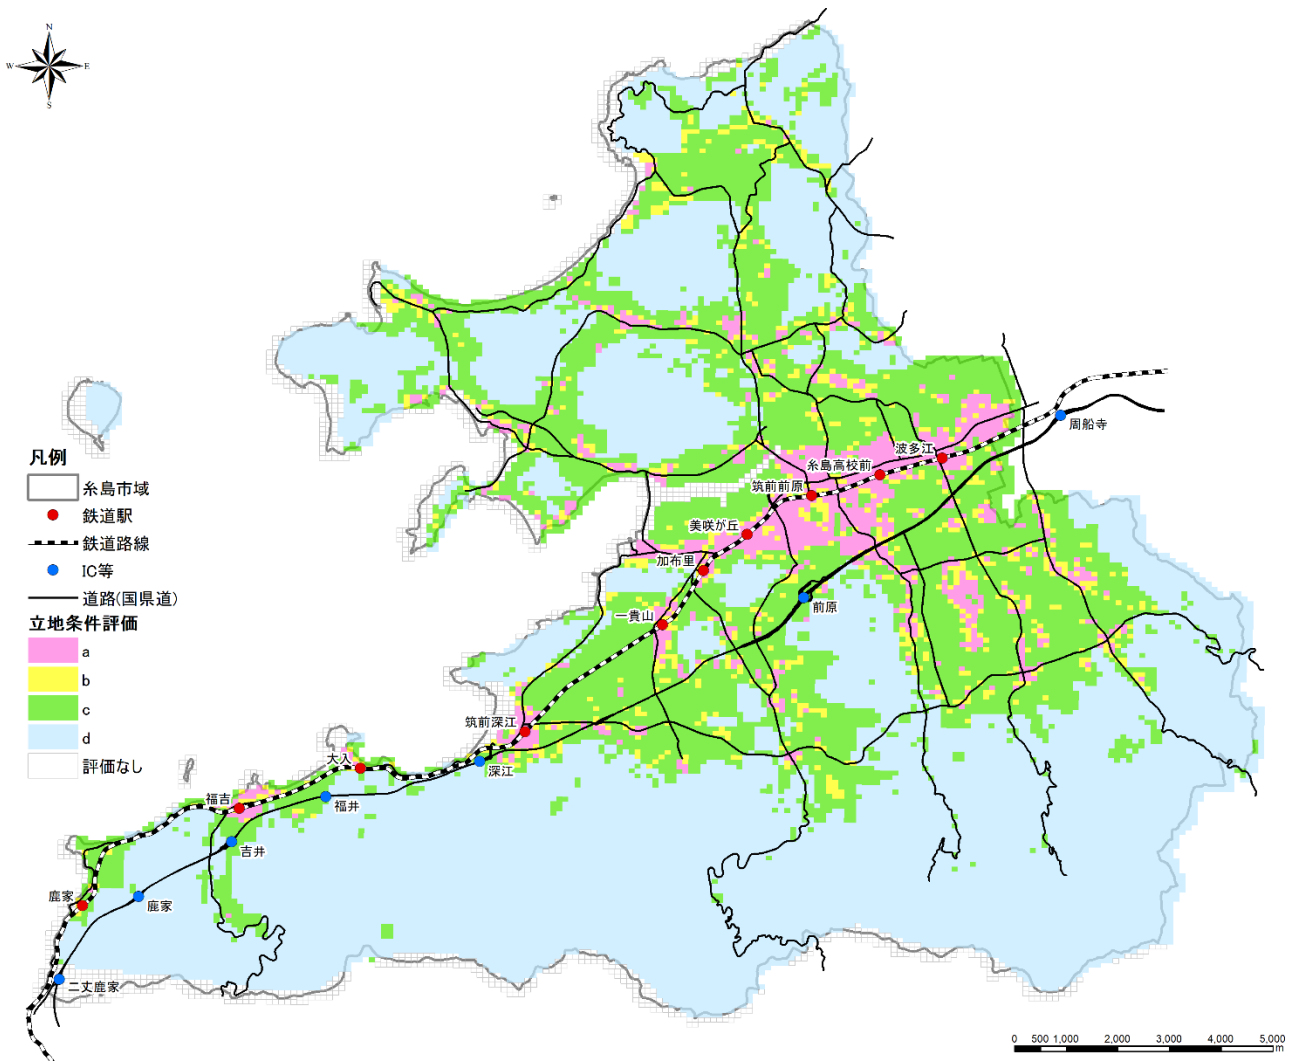 N
W
E
S
周船寺
波多江
糸島高校前
筑前前原
美咲が丘
加布里
前原
一貴山
筑前深江
深江
大入
福井
福吉
吉井
鹿家
鹿家
二丈鹿家
凡例
糸島市域
鉄道駅
鉄道路線
IC等
道路(国県道)
立地条件評価
a
b
c
d
評価なし
0 500 1,000 2,000 3,000 4,000 5,000
m